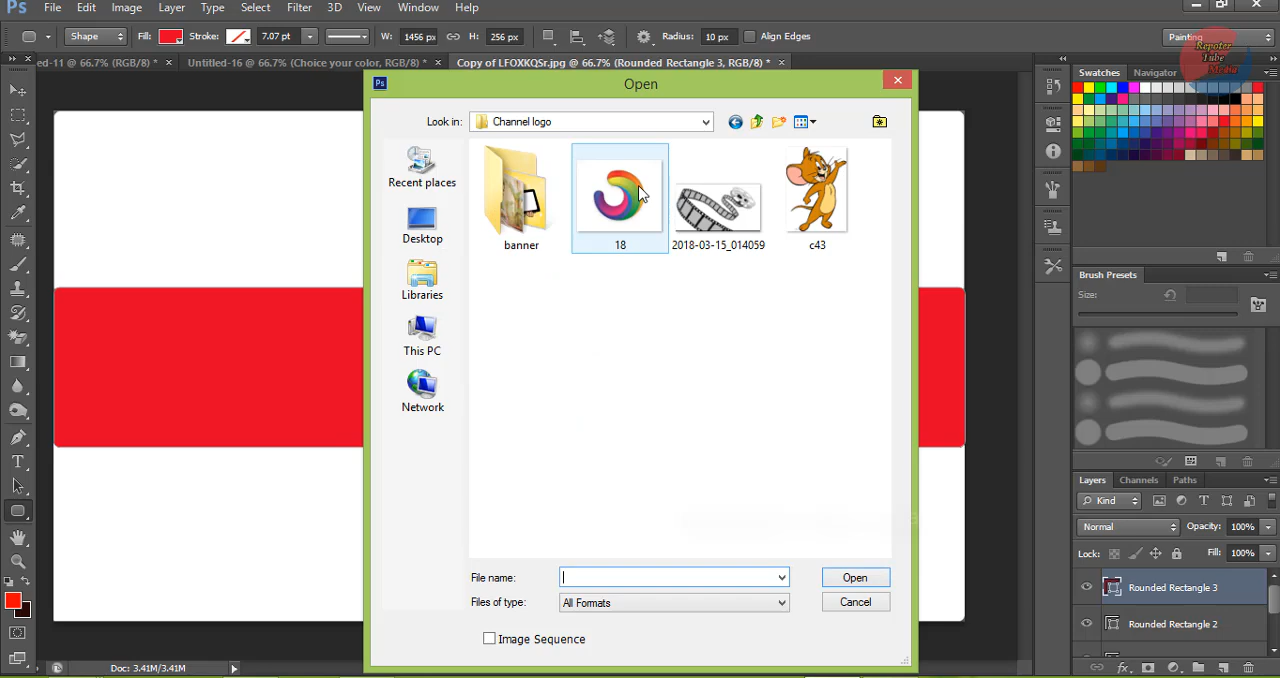 Ps File Edit Image Layer Type Select Filter 3D View Window Help
Shape Fill: Stroke: 7.07 pt W: 1456 px H: 256 px Radius: 10 px Align Edges Painting
Repoter
Tube
Media
ed-11 @ 66.7% (RGB/8) * × Untitled-16 @ 66.7% (Choice your color, RGB/8) * × Copy of LFOXKQSr.jpg @ 66.7% (Rounded Rectangle 3, RGB/8) * ×
Swatches Navigator
Ps Open
Look in: Channel logo
Recent places
Desktop
Libraries
This PC
Network
banner 18 2018-03-15_014059 c43
File name: Open
Files of type: All Formats Cancel
Image Sequence
Brush Presets
Size:
Layers Channels Paths
Kind
Normal Opacity: 100%
Lock: Fill: 100%
Rounded Rectangle 3
Rounded Rectangle 2
Doc: 3.41M/3.41M